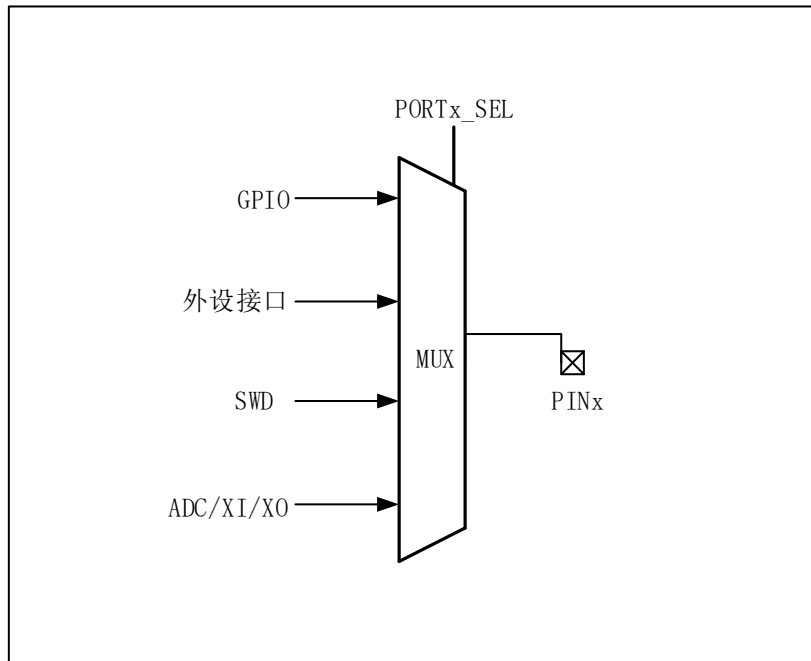 PORTx_SEL
GPIO
外设接口
MUX
SWD
PINx
ADC/XI/XO